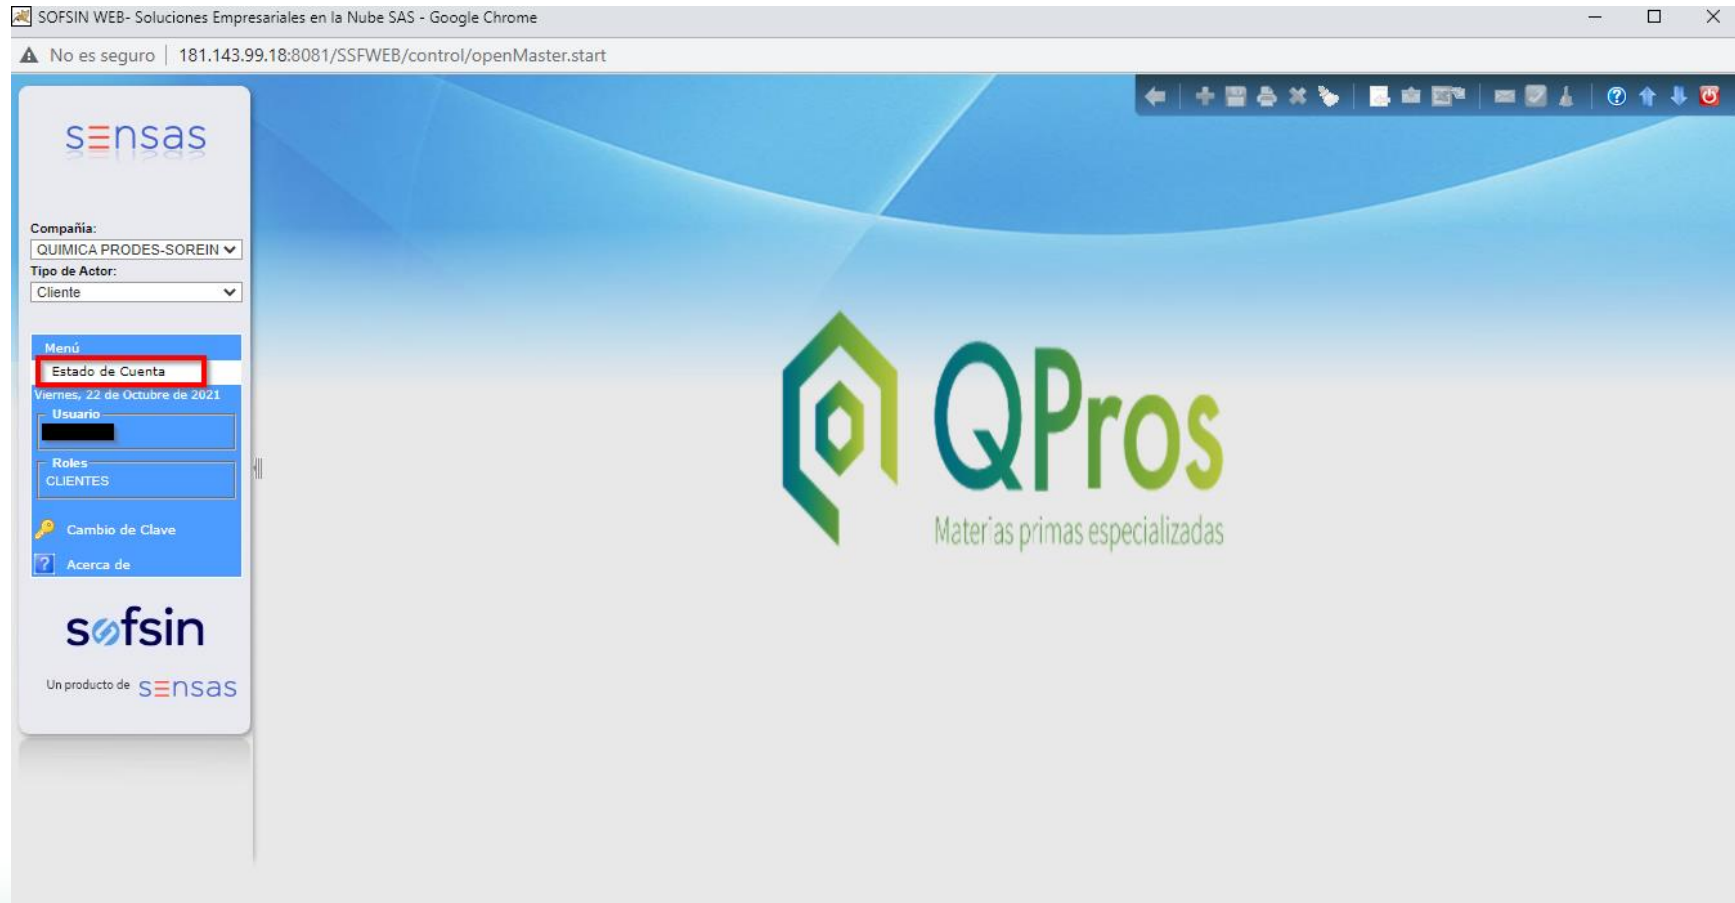 SOFSIN WEB- Soluciones Empresariales en la Nube SAS - Google Chrome
No es seguro | 181.143.99.18:8081/SSFWEB/control/openMaster.start
sensas
Compañia:
QUIMICA PRODES-SOREIN
Tipo de Actor:
Cliente
Menú
Estado de Cuenta
Viernes, 22 de Octubre de 2021
Usuario
Roles
CLIENTES
Cambio de Clave
Acerca de
sofsin
Un producto de sensas
QPros
Materias primas especializadas